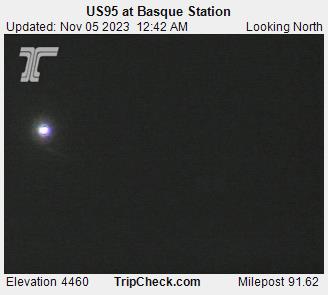 US95 at Basque Station
Updated: Nov 05 2023 12:42 AM Looking North
Elevation 4460 TripCheck.com Milepost 91.62